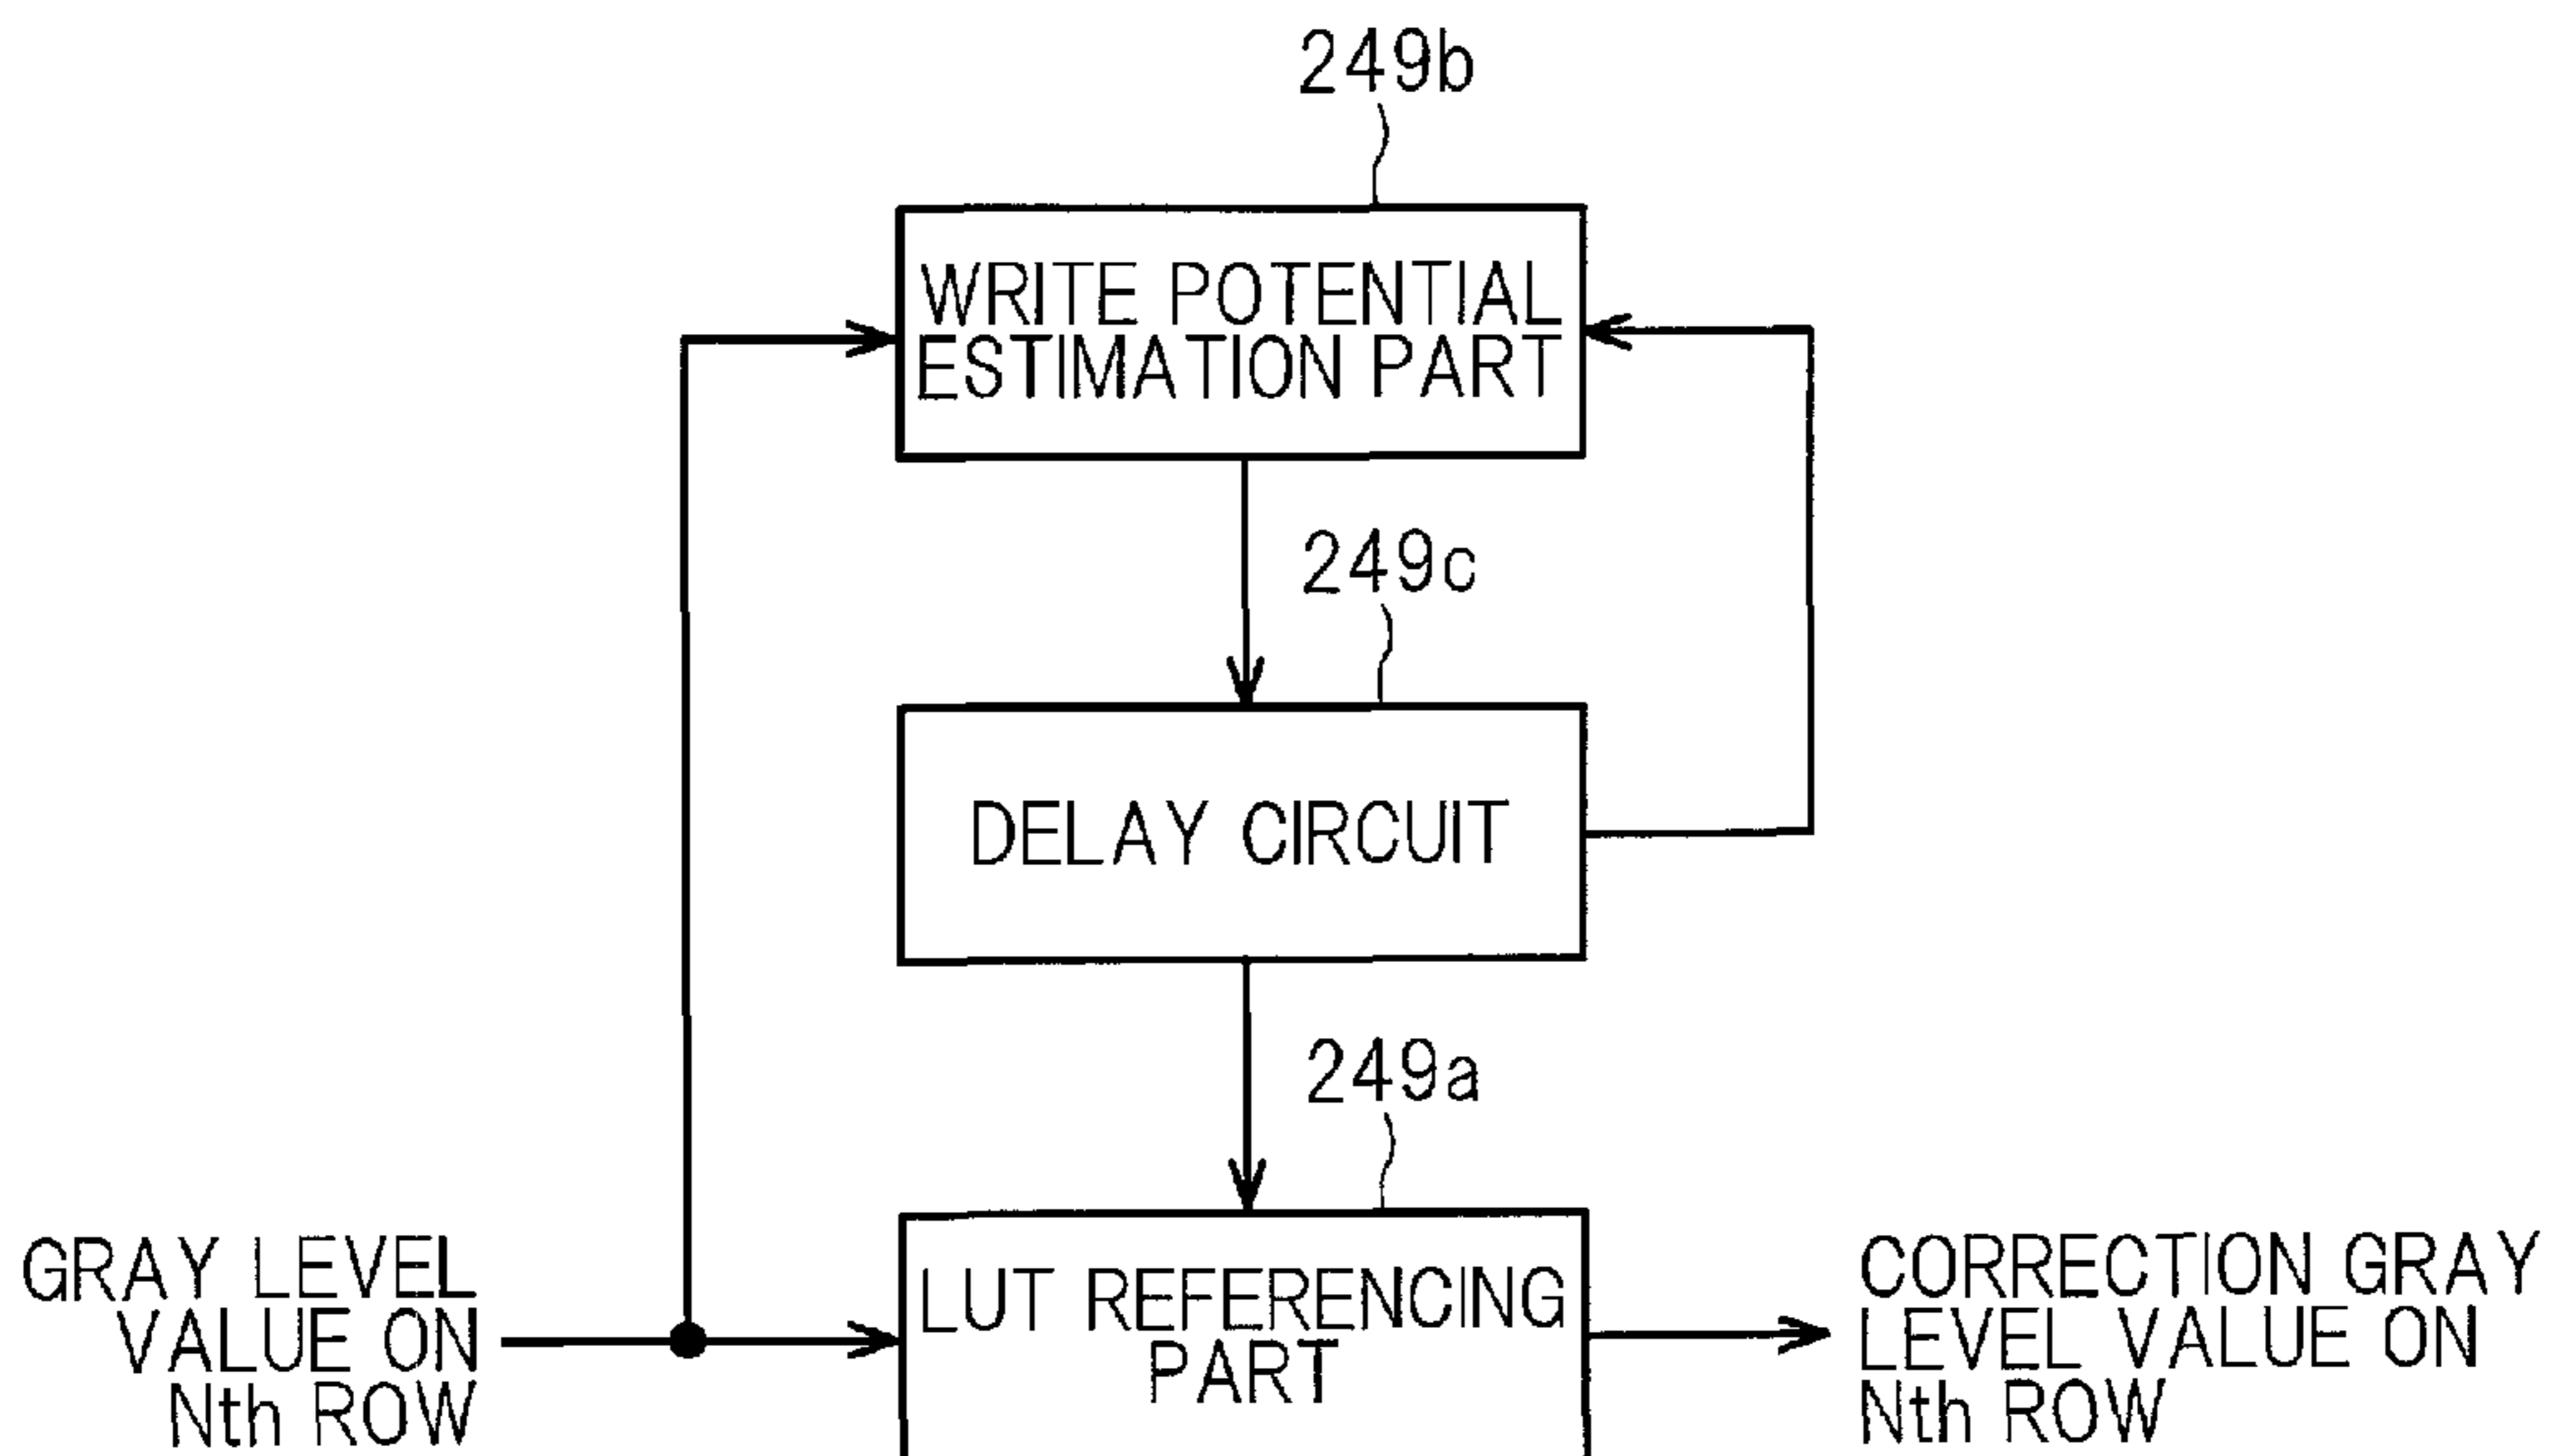 249b
WRITE POTENTIAL
ESTIMATION PART
249c
DELAY CIRCUIT
249a
GRAY LEVEL
VALUE ON
Nth ROW
LUT REFERENCING
PART
CORRECTION GRAY
LEVEL VALUE ON
Nth ROW